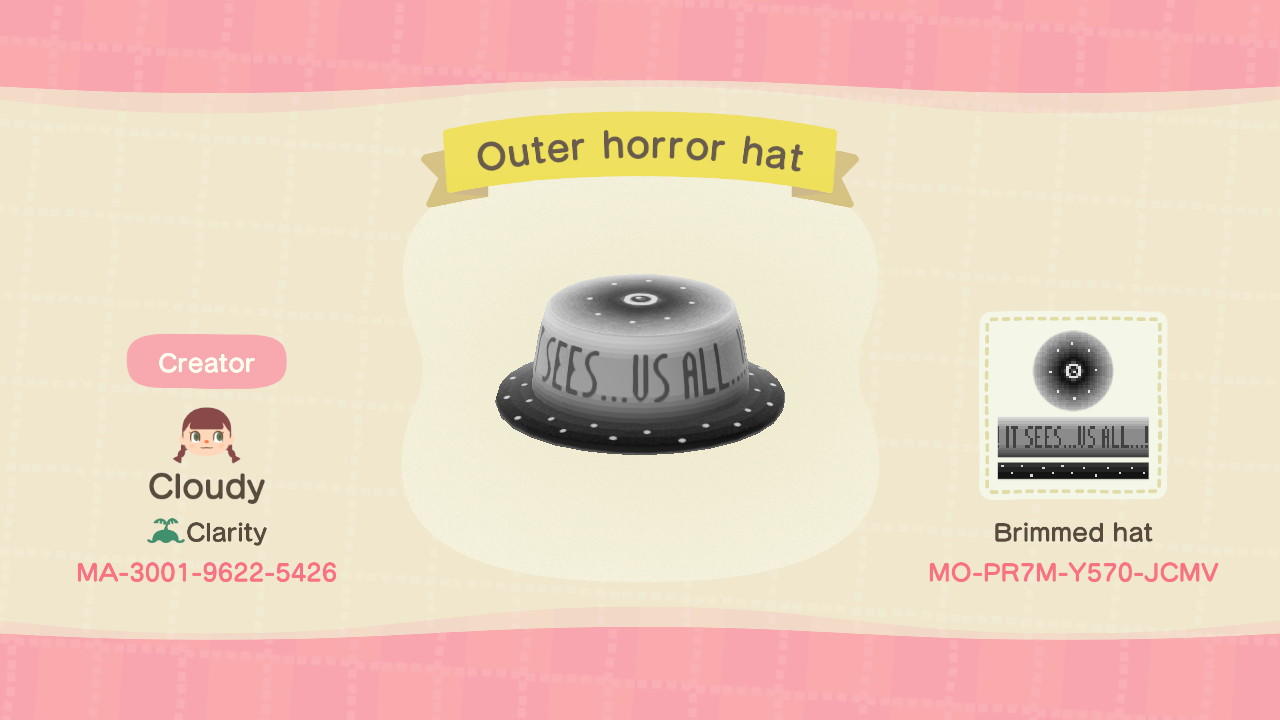 Outer horror hat
SEES...US ALL...
Creator
Cloudy
Clarity
MA-3001-9622-5426
IT SEES...US ALL...
Brimmed hat
MO-PR7M-Y570-JCMV